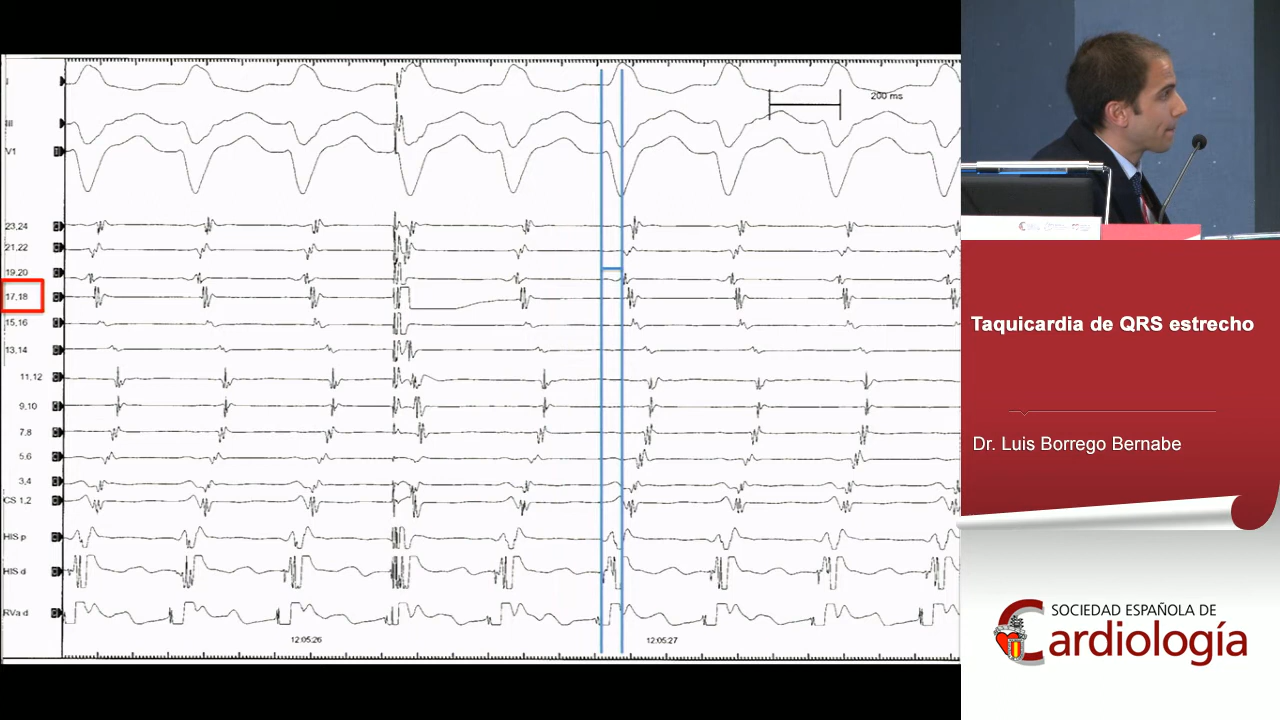 I
III
V1
200 ms
23,24
21,22
19,20
17,18
15,16
13,14
11,12
9,10
7,8
5,6
3,4
CS 1,2
HIS p
HIS d
RVa d
12:05:26
12:05:27
Taquicardia de QRS estrecho
Dr. Luis Borrego Bernabe
SOCIEDAD ESPAÑOLA DE
Cardiología